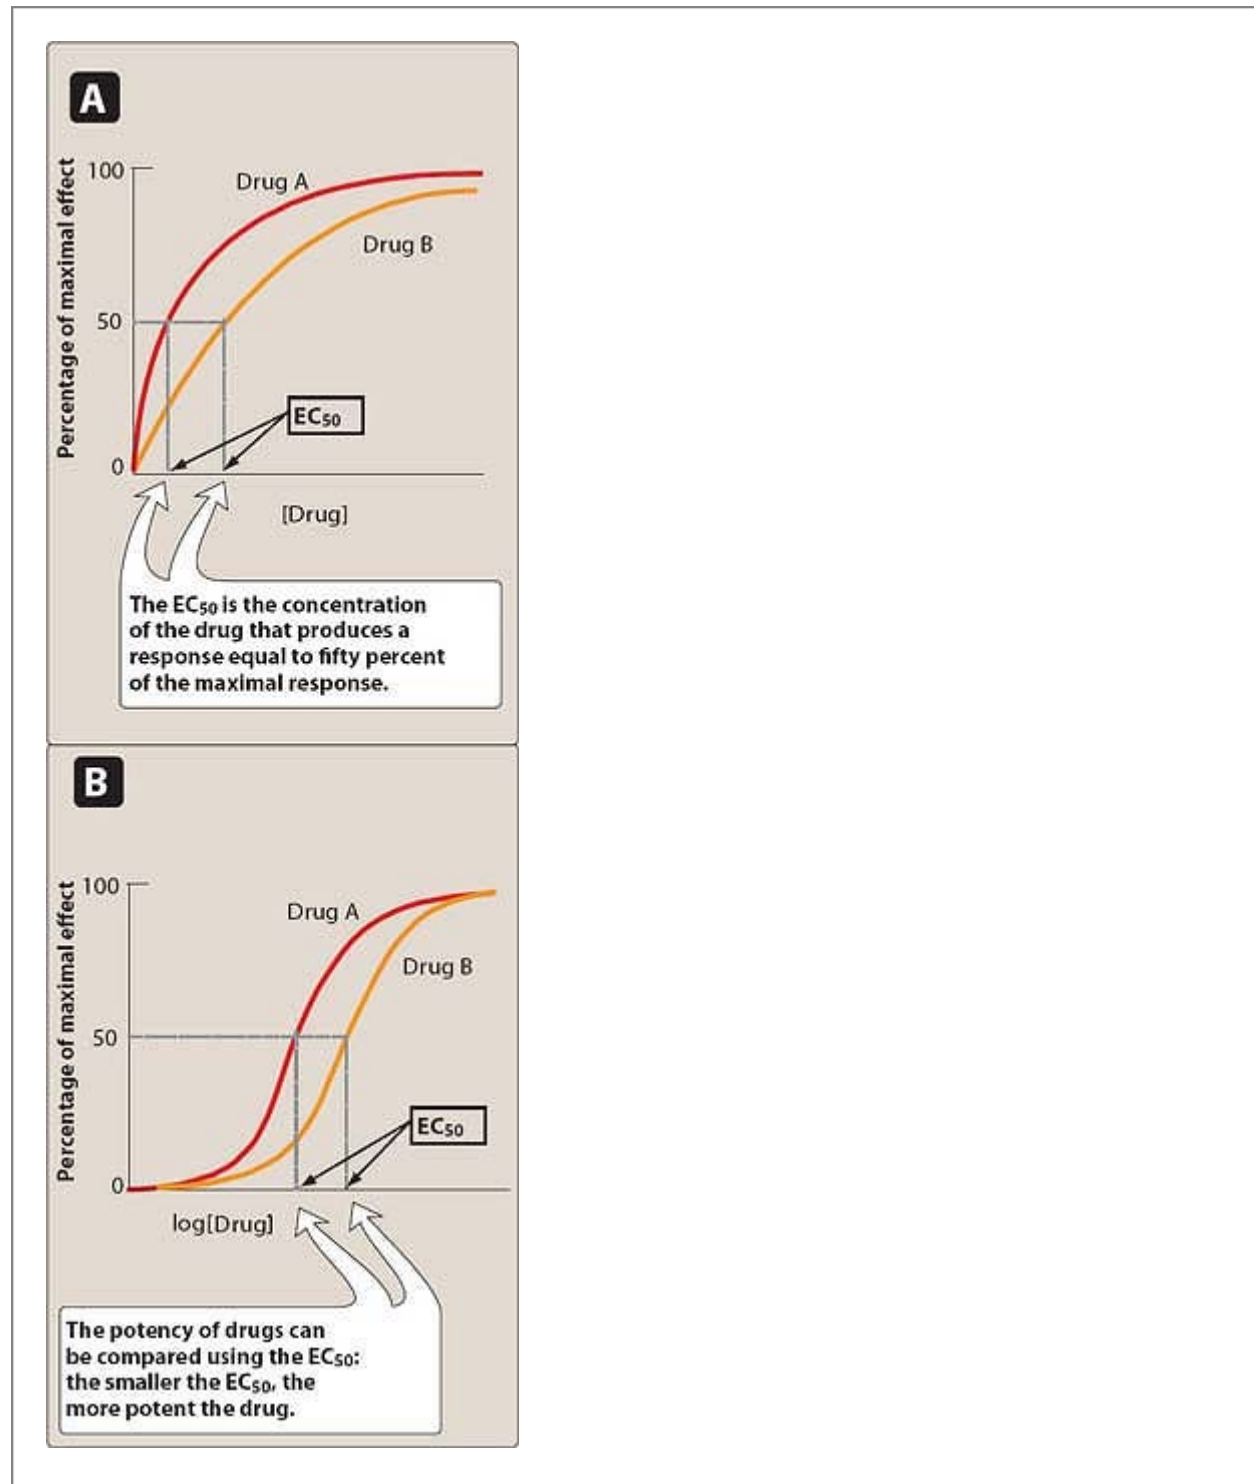 A
Percentage of maximal effect
100
50
0
Drug A
Drug B
EC50
[Drug]
The EC50 is the concentration
of the drug that produces a
response equal to fifty percent
of the maximal response.
B
Percentage of maximal effect
100
50
0
Drug A
Drug B
EC50
log[Drug]
The potency of drugs can
be compared using the EC50:
the smaller the EC50, the
more potent the drug.